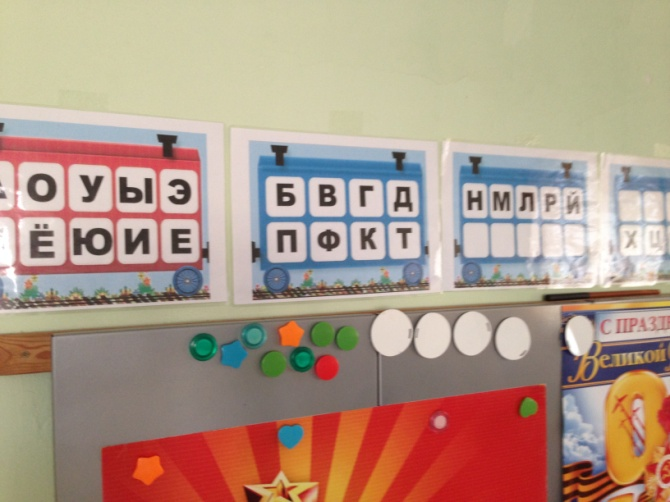 О У Ы Э
Ё Ю И Е
Б В Г Д
П Ф К Т
Н М Л Р Й
Х Ц
С ПРАЗД
Великой